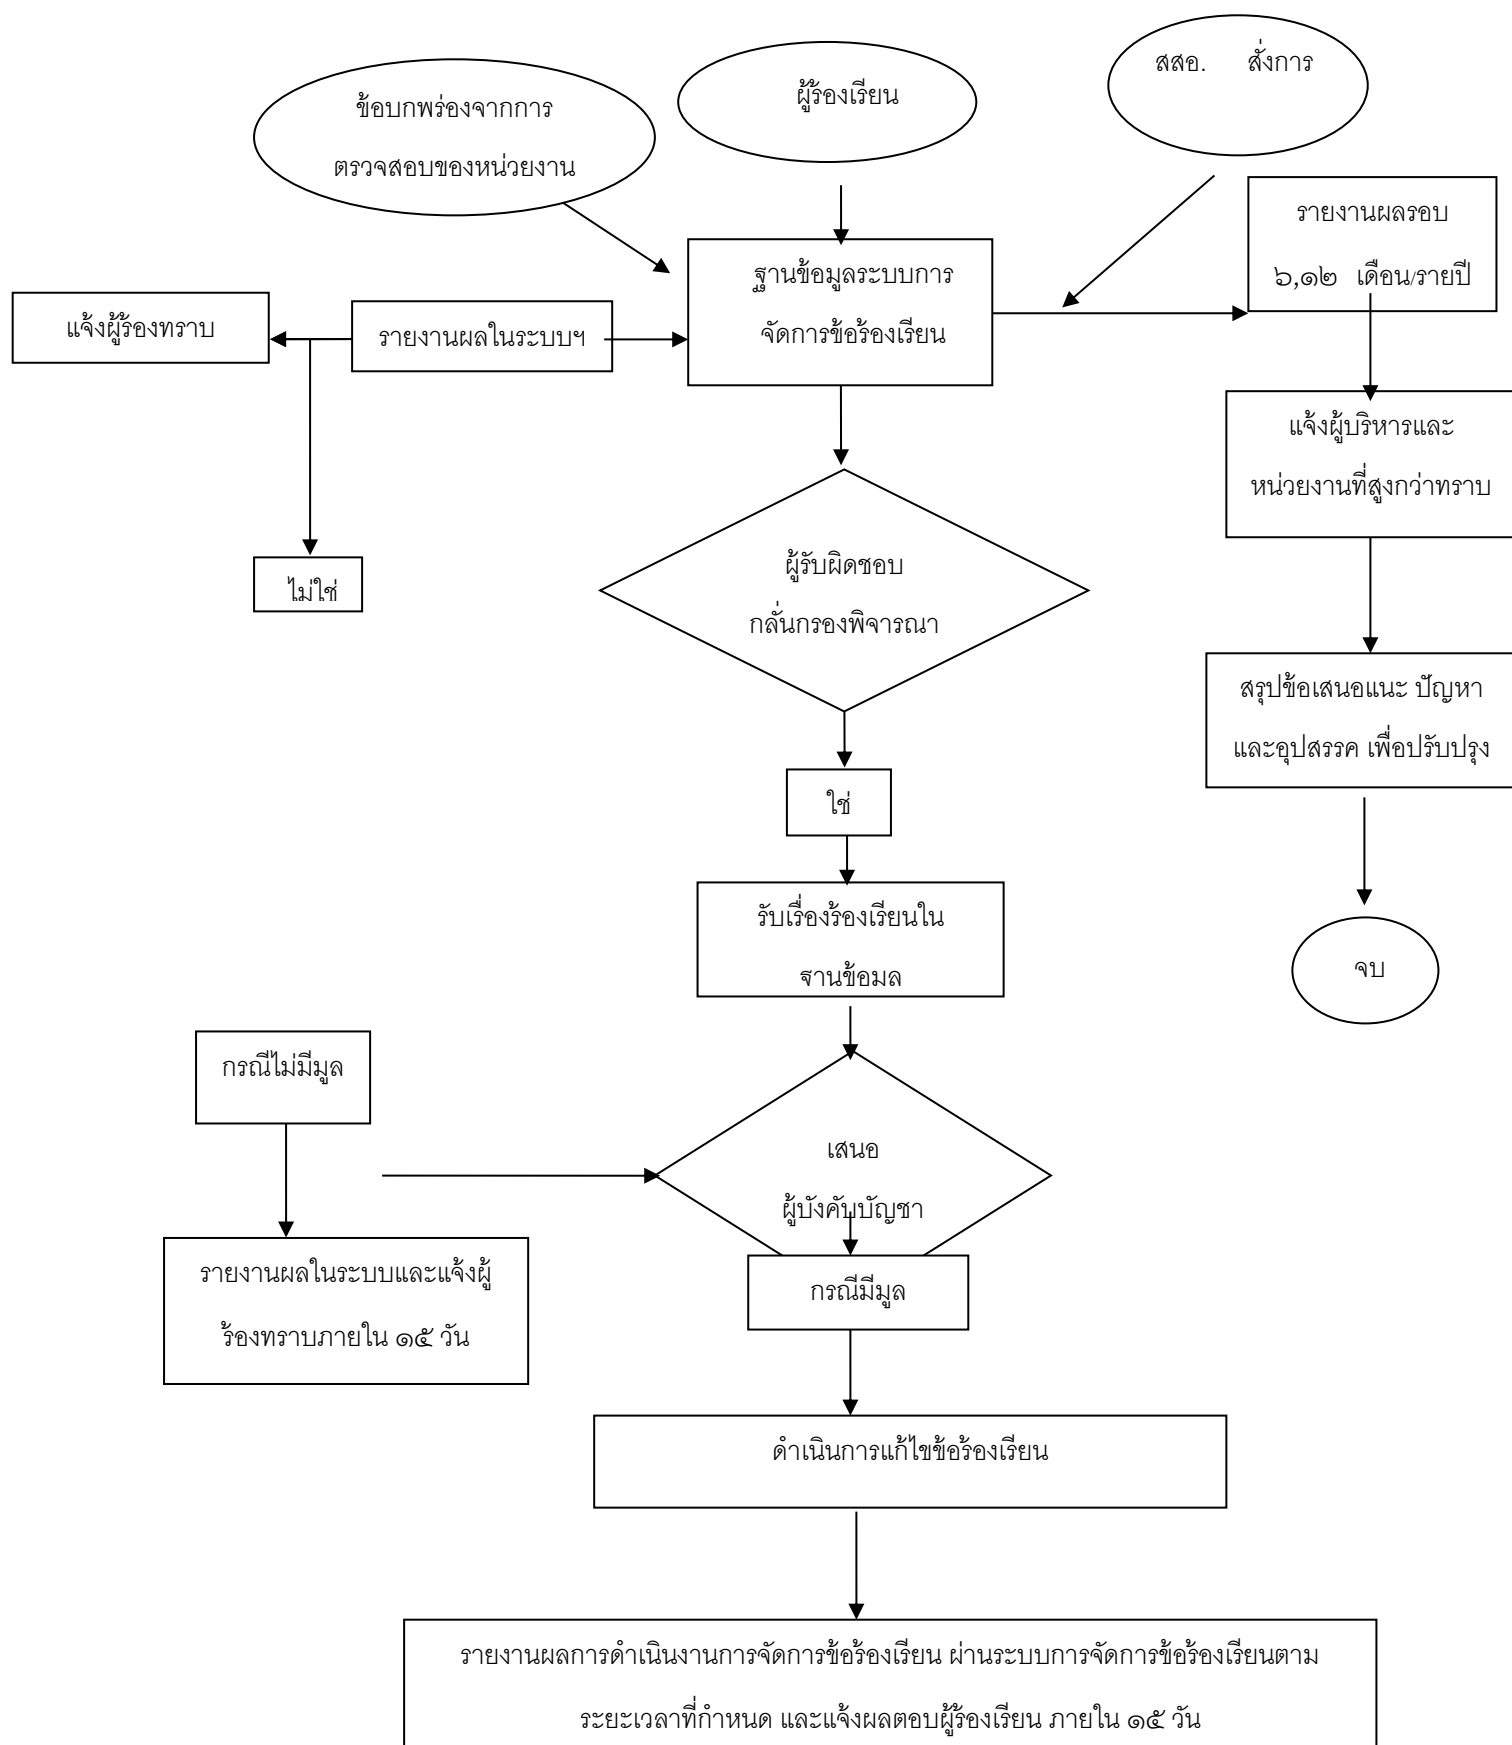 สสอ. สั่งการ
ผู้ร้องเรียน
ข้อบกพร่องจากการ
ตรวจสอบของหน่วยงาน
รายงานผลรอบ
๖,๑๒ เดือน/รายปี
ฐานข้อมูลระบบการ
จัดการข้อร้องเรียน
แจ้งผู้ร้องทราบ
รายงานผลในระบบฯ
แจ้งผู้บริหารและ
หน่วยงานที่สูงกว่าทราบ
ไม่ใช่
ผู้รับผิดชอบ
กลั่นกรองพิจารณา
สรุปข้อเสนอแนะ ปัญหา
และอุปสรรค เพื่อปรับปรุง
ใช่
รับเรื่องร้องเรียนใน
ฐานข้อมูล
จบ
กรณีไม่มีมูล
เสนอ
ผู้บังคับบัญชา
รายงานผลในระบบและแจ้งผู้
ร้องทราบภายใน ๑๕ วัน
กรณีมีมูล
ดำเนินการแก้ไขข้อร้องเรียน
รายงานผลการดำเนินงานการจัดการข้อร้องเรียน ผ่านระบบการจัดการข้อร้องเรียนตาม
ระยะเวลาที่กำหนด และแจ้งผลตอบผู้ร้องเรียน ภายใน ๑๕ วัน